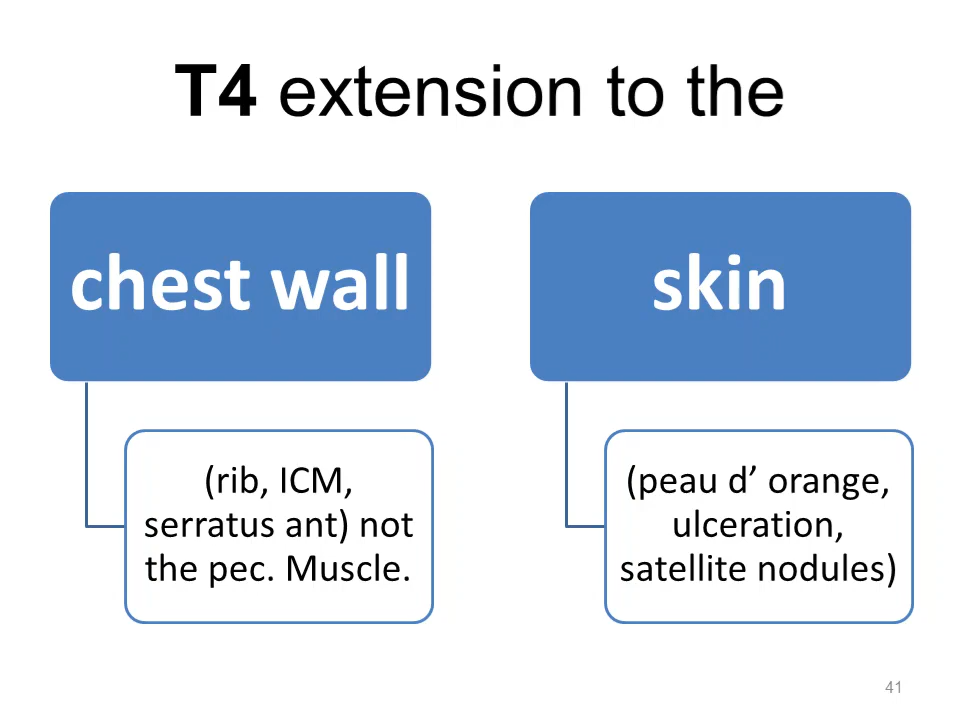 T4 extension to the
chest wall
skin
(rib, ICM,
serratus ant) not
the pec. Muscle.
(peau d’ orange,
ulceration,
satellite nodules)
41